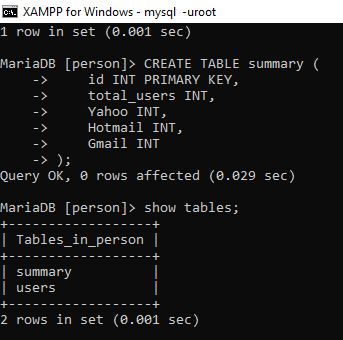 XAMPP for Windows - mysql -uroot
1 row in set (0.001 sec)
MariaDB [person]> CREATE TABLE summary (
    ->     id INT PRIMARY KEY,
    ->     total_users INT,
    ->     Yahoo INT,
    ->     Hotmail INT,
    ->     Gmail INT
    -> );
Query OK, 0 rows affected (0.029 sec)
MariaDB [person]> show tables;
+------------------+
| Tables_in_person |
+------------------+
| summary          |
| users            |
+------------------+
2 rows in set (0.001 sec)